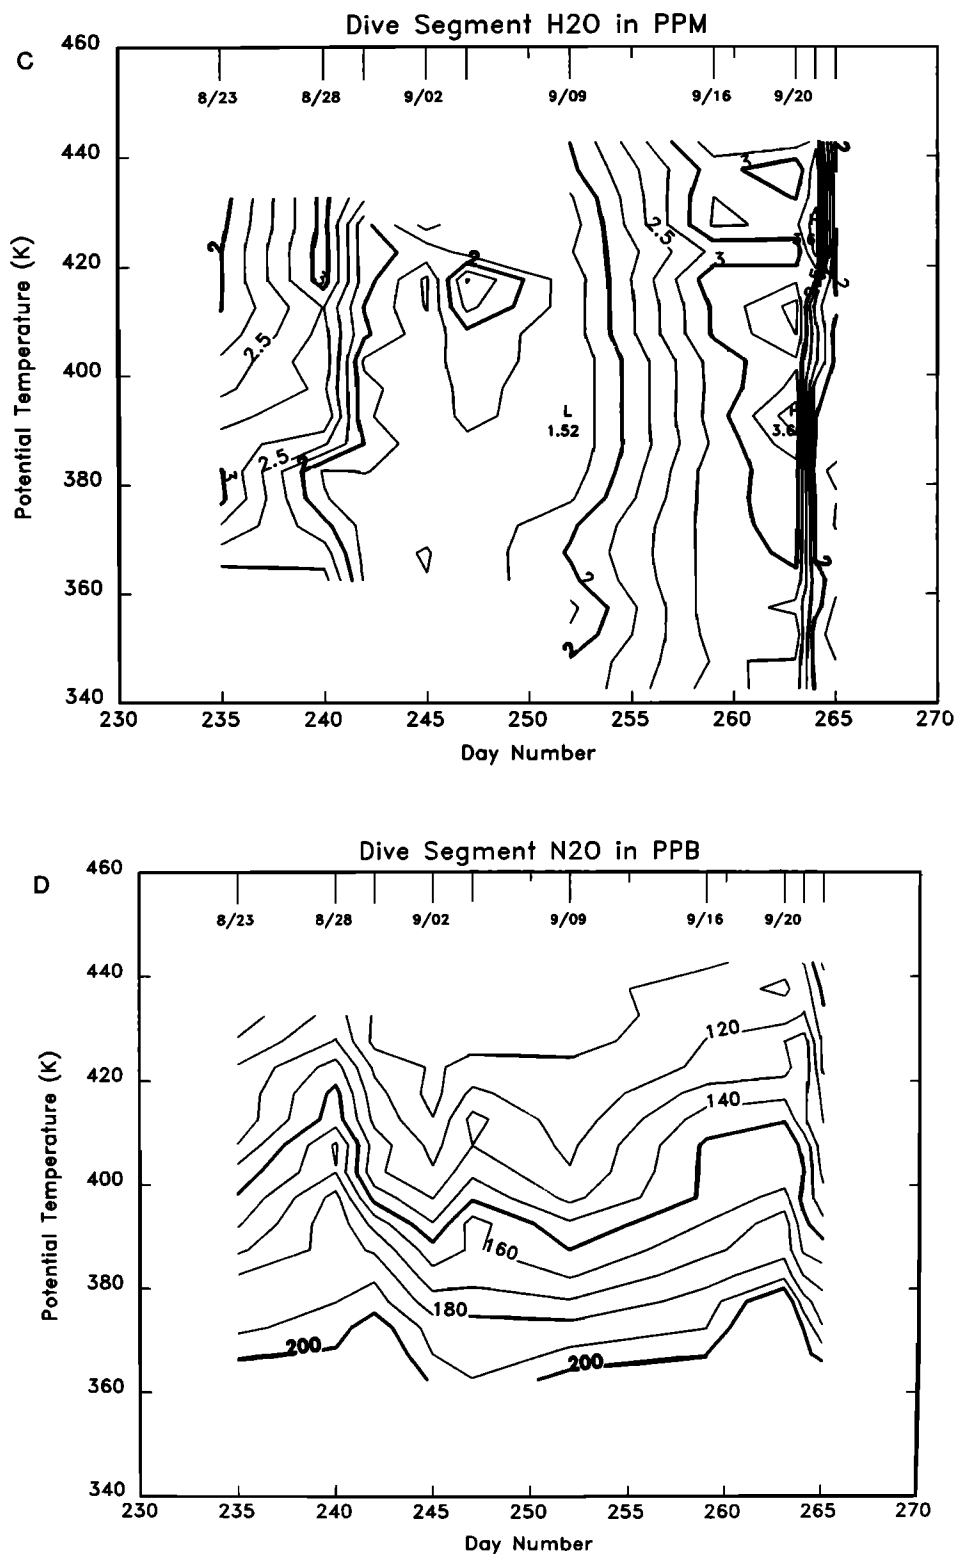 Dive Segment H2O in PPM
C
460
8/23 8/28 9/02 9/09 9/16 9/20
440
2
3
2.5
2
2
3
3.6
420
3
2
2.5
400
L
1.52
3.6
2.5
2
3
380
2
2
360
2
340
230 235 240 245 250 255 260 265 270
Potential Temperature (K)
Day Number
Dive Segment N2O in PPB
D
460
8/23 8/28 9/02 9/09 9/16 9/20
440
120
420
140
400
160
380
180
200
200
360
340
230 235 240 245 250 255 260 265 270
Potential Temperature (K)
Day Number